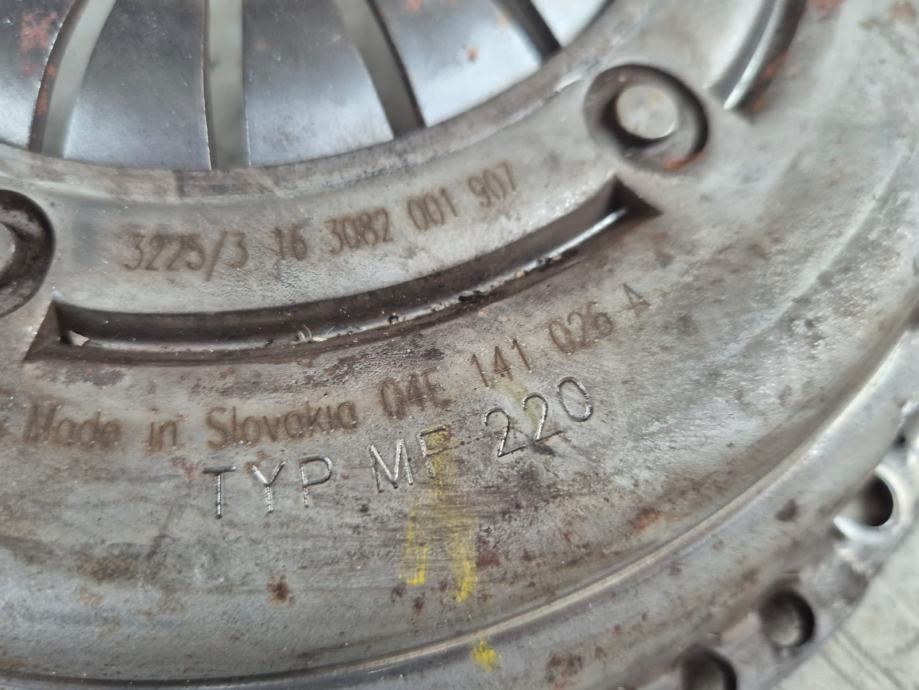 3225/3 16 3082 001 907
Made in Slovakia 04E 141 026 A
TYP MF 220